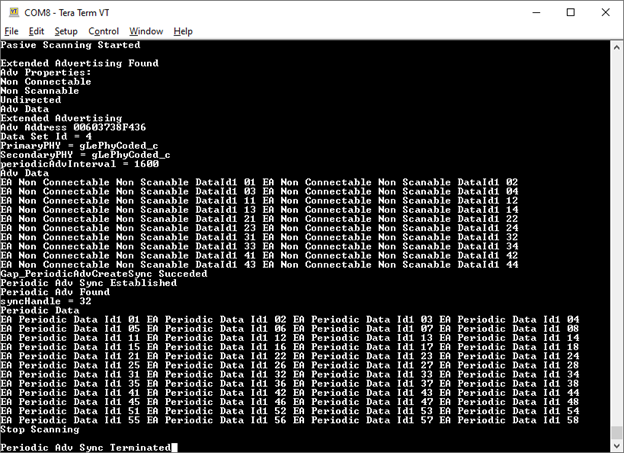 COM8 - Tera Term VT
File Edit Setup Control Window Help
Pasive Scanning Started
Extended Advertising Found
Adv Properties:
Non Connectable
Non Scannable
Undirected
Adv Data
Extended Advertising
Adv Address 00603738F436
Data Set Id = 4
PrimaryPHY = gLePhyCoded_c
SecondaryPHY = gLePhyCoded_c
periodicAdvInterval = 1600
Adv Data
EA Non Connectable Non Scanable DataId1 01 EA Non Connectable Non Scanable DataId1 02
EA Non Connectable Non Scanable DataId1 03 EA Non Connectable Non Scanable DataId1 04
EA Non Connectable Non Scanable DataId1 11 EA Non Connectable Non Scanable DataId1 12
EA Non Connectable Non Scanable DataId1 13 EA Non Connectable Non Scanable DataId1 14
EA Non Connectable Non Scanable DataId1 21 EA Non Connectable Non Scanable DataId1 22
EA Non Connectable Non Scanable DataId1 23 EA Non Connectable Non Scanable DataId1 24
EA Non Connectable Non Scanable DataId1 31 EA Non Connectable Non Scanable DataId1 32
EA Non Connectable Non Scanable DataId1 33 EA Non Connectable Non Scanable DataId1 34
EA Non Connectable Non Scanable DataId1 41 EA Non Connectable Non Scanable DataId1 42
EA Non Connectable Non Scanable DataId1 43 EA Non Connectable Non Scanable DataId1 44
Gap_PeriodicAdvCreateSync Succeded
Periodic Adv Sync Established
Periodic Adv Found
syncHandle = 32
Periodic Data
EA Periodic Data Id1 01 EA Periodic Data Id1 02 EA Periodic Data Id1 03 EA Periodic Data Id1 04
EA Periodic Data Id1 05 EA Periodic Data Id1 06 EA Periodic Data Id1 07 EA Periodic Data Id1 08
EA Periodic Data Id1 11 EA Periodic Data Id1 12 EA Periodic Data Id1 13 EA Periodic Data Id1 14
EA Periodic Data Id1 15 EA Periodic Data Id1 16 EA Periodic Data Id1 17 EA Periodic Data Id1 18
EA Periodic Data Id1 21 EA Periodic Data Id1 22 EA Periodic Data Id1 23 EA Periodic Data Id1 24
EA Periodic Data Id1 25 EA Periodic Data Id1 26 EA Periodic Data Id1 27 EA Periodic Data Id1 28
EA Periodic Data Id1 31 EA Periodic Data Id1 32 EA Periodic Data Id1 33 EA Periodic Data Id1 34
EA Periodic Data Id1 35 EA Periodic Data Id1 36 EA Periodic Data Id1 37 EA Periodic Data Id1 38
EA Periodic Data Id1 41 EA Periodic Data Id1 42 EA Periodic Data Id1 43 EA Periodic Data Id1 44
EA Periodic Data Id1 45 EA Periodic Data Id1 46 EA Periodic Data Id1 47 EA Periodic Data Id1 48
EA Periodic Data Id1 51 EA Periodic Data Id1 52 EA Periodic Data Id1 53 EA Periodic Data Id1 54
EA Periodic Data Id1 55 EA Periodic Data Id1 56 EA Periodic Data Id1 57 EA Periodic Data Id1 58
Stop Scanning
Periodic Adv Sync Terminated